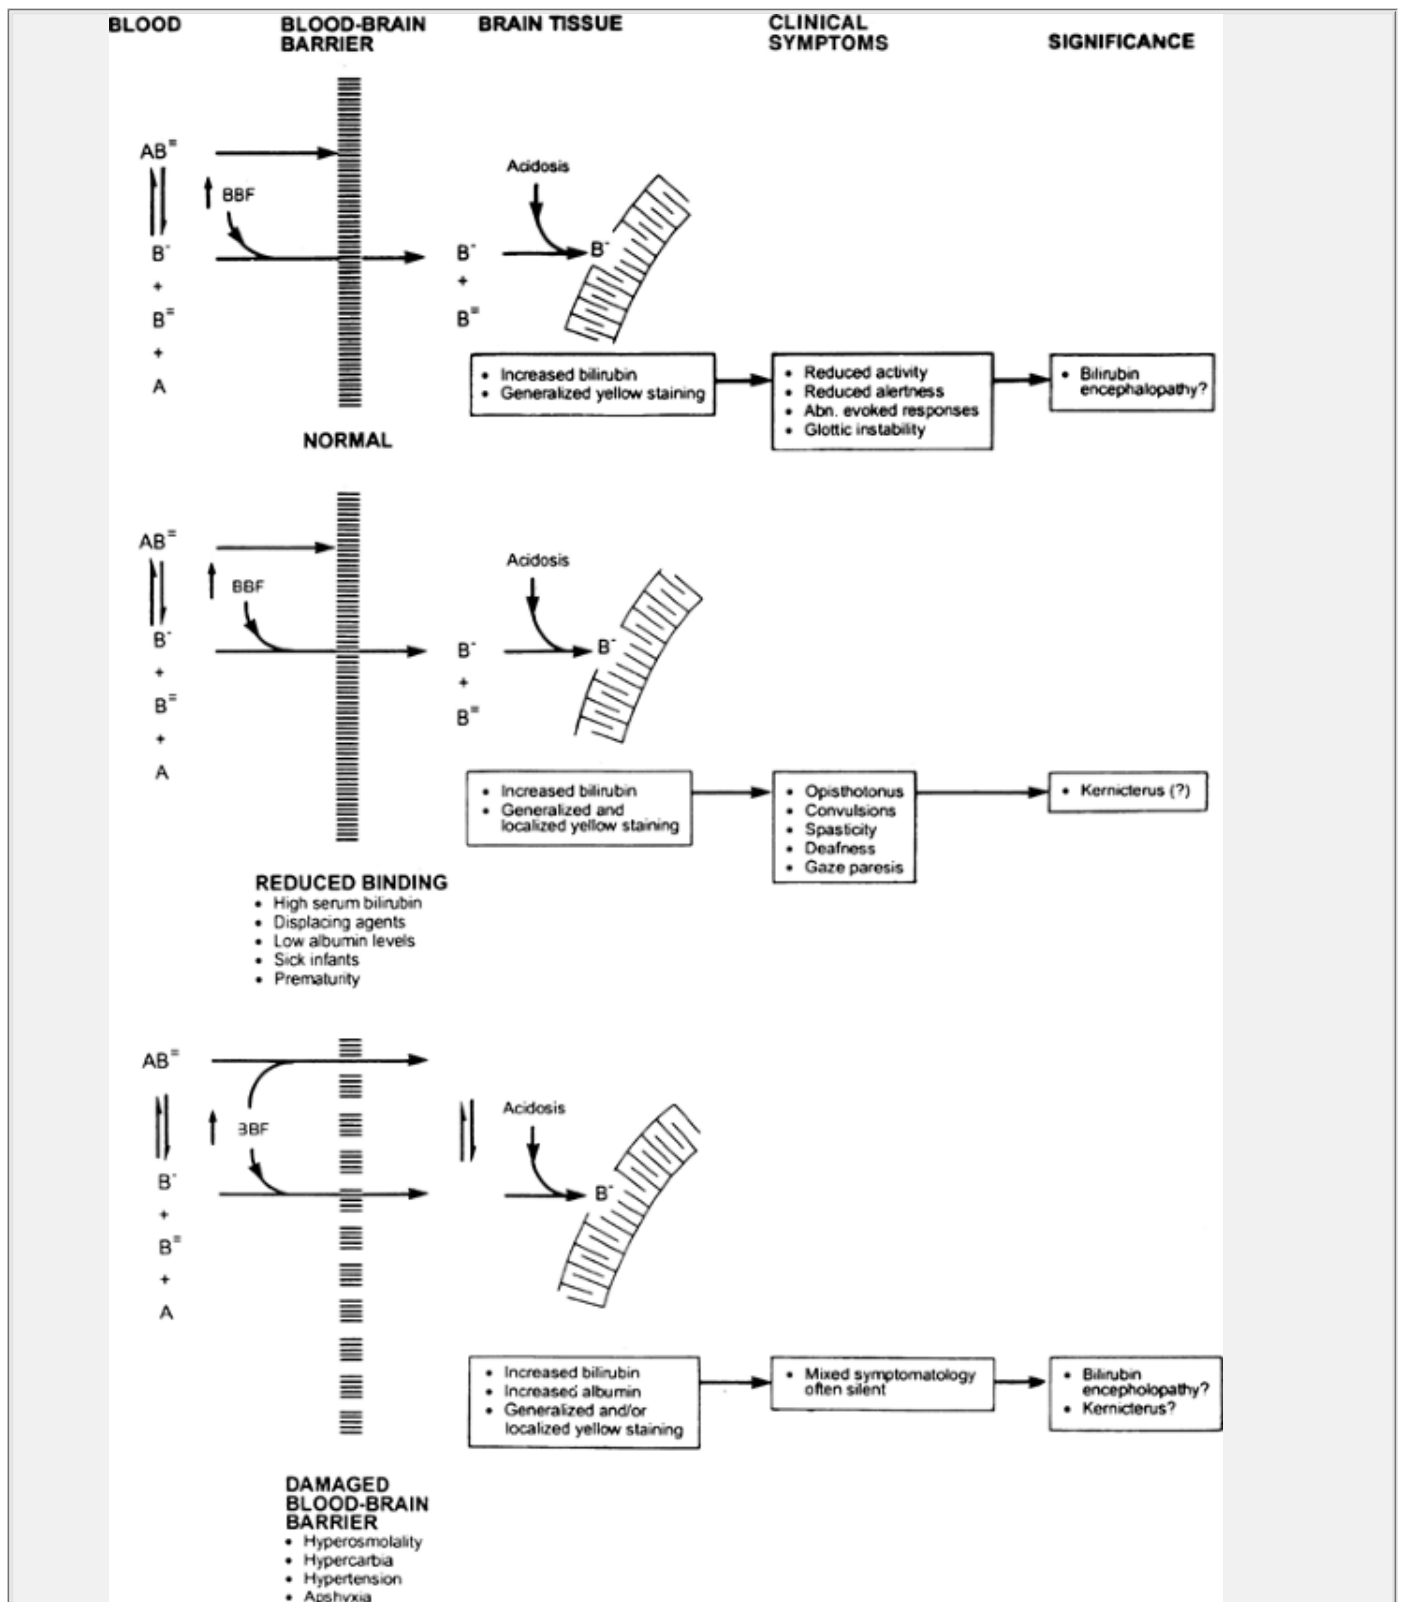 BLOOD
BLOOD-BRAIN
BARRIER
BRAIN TISSUE
CLINICAL
SYMPTOMS
SIGNIFICANCE
AB=
BBF
B-
+
B=
+
A
B-
+
B=
Acidosis
B-
• Increased bilirubin
• Generalized yellow staining
• Reduced activity
• Reduced alertness
• Abn. evoked responses
• Glottic instability
• Bilirubin
encephalopathy?
NORMAL
AB=
BBF
B-
+
B=
+
A
B-
+
B=
Acidosis
B-
• Increased bilirubin
• Generalized and
localized yellow staining
• Opisthotonus
• Convulsions
• Spasticity
• Deafness
• Gaze paresis
• Kernicterus (?)
REDUCED BINDING
• High serum bilirubin
• Displacing agents
• Low albumin levels
• Sick infants
• Prematurity
AB=
BBF
B-
+
B=
+
A
Acidosis
B-
• Increased bilirubin
• Increased albumin
• Generalized and/or
localized yellow staining
• Mixed symptomatology
often silent
• Bilirubin
encepholopathy?
• Kernicterus?
DAMAGED
BLOOD-BRAIN
BARRIER
• Hyperosmolality
• Hypercarbia
• Hypertension
• Apshyxia